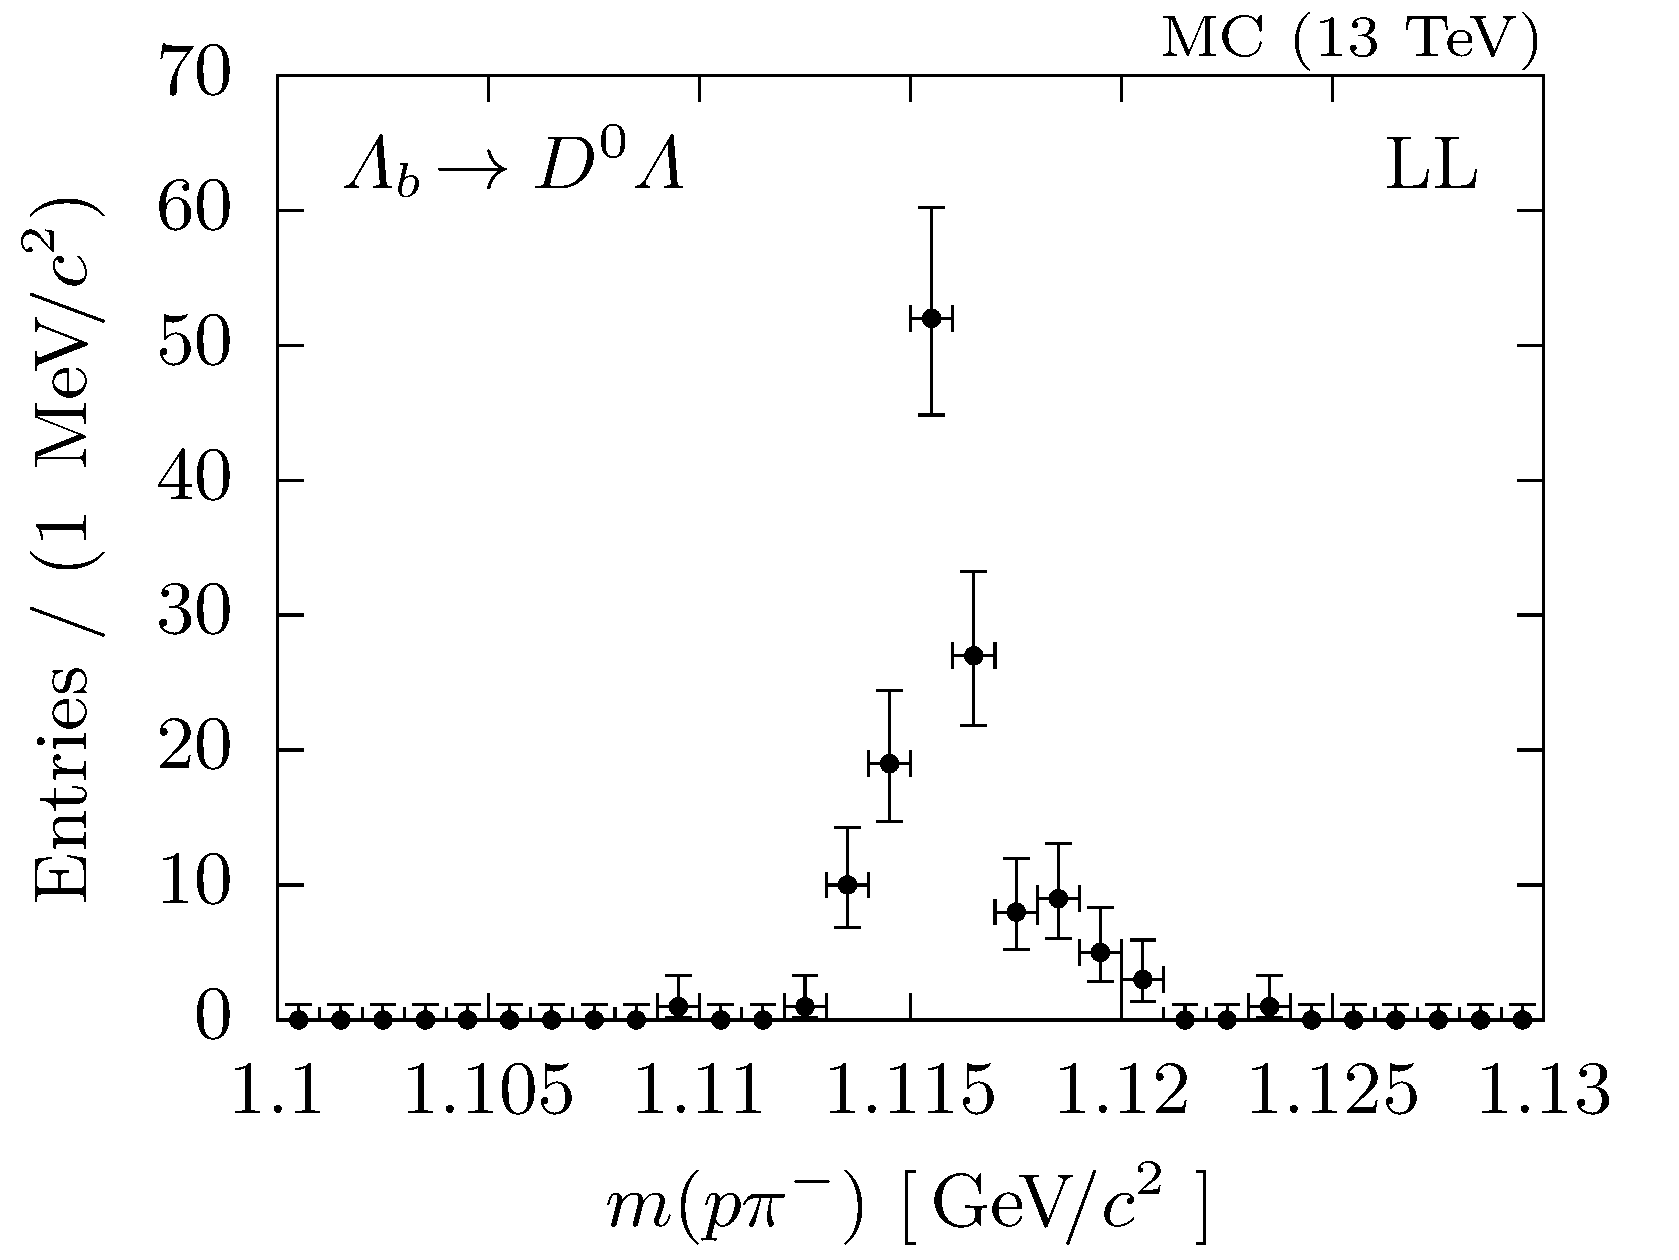 MC (13 TeV)
Λb → D⁰Λ
LL
Entries / (1 MeV/c²)
70
60
50
40
30
20
10
0
1.1 1.105 1.11 1.115 1.12 1.125 1.13
m(pπ⁻) [ GeV/c² ]